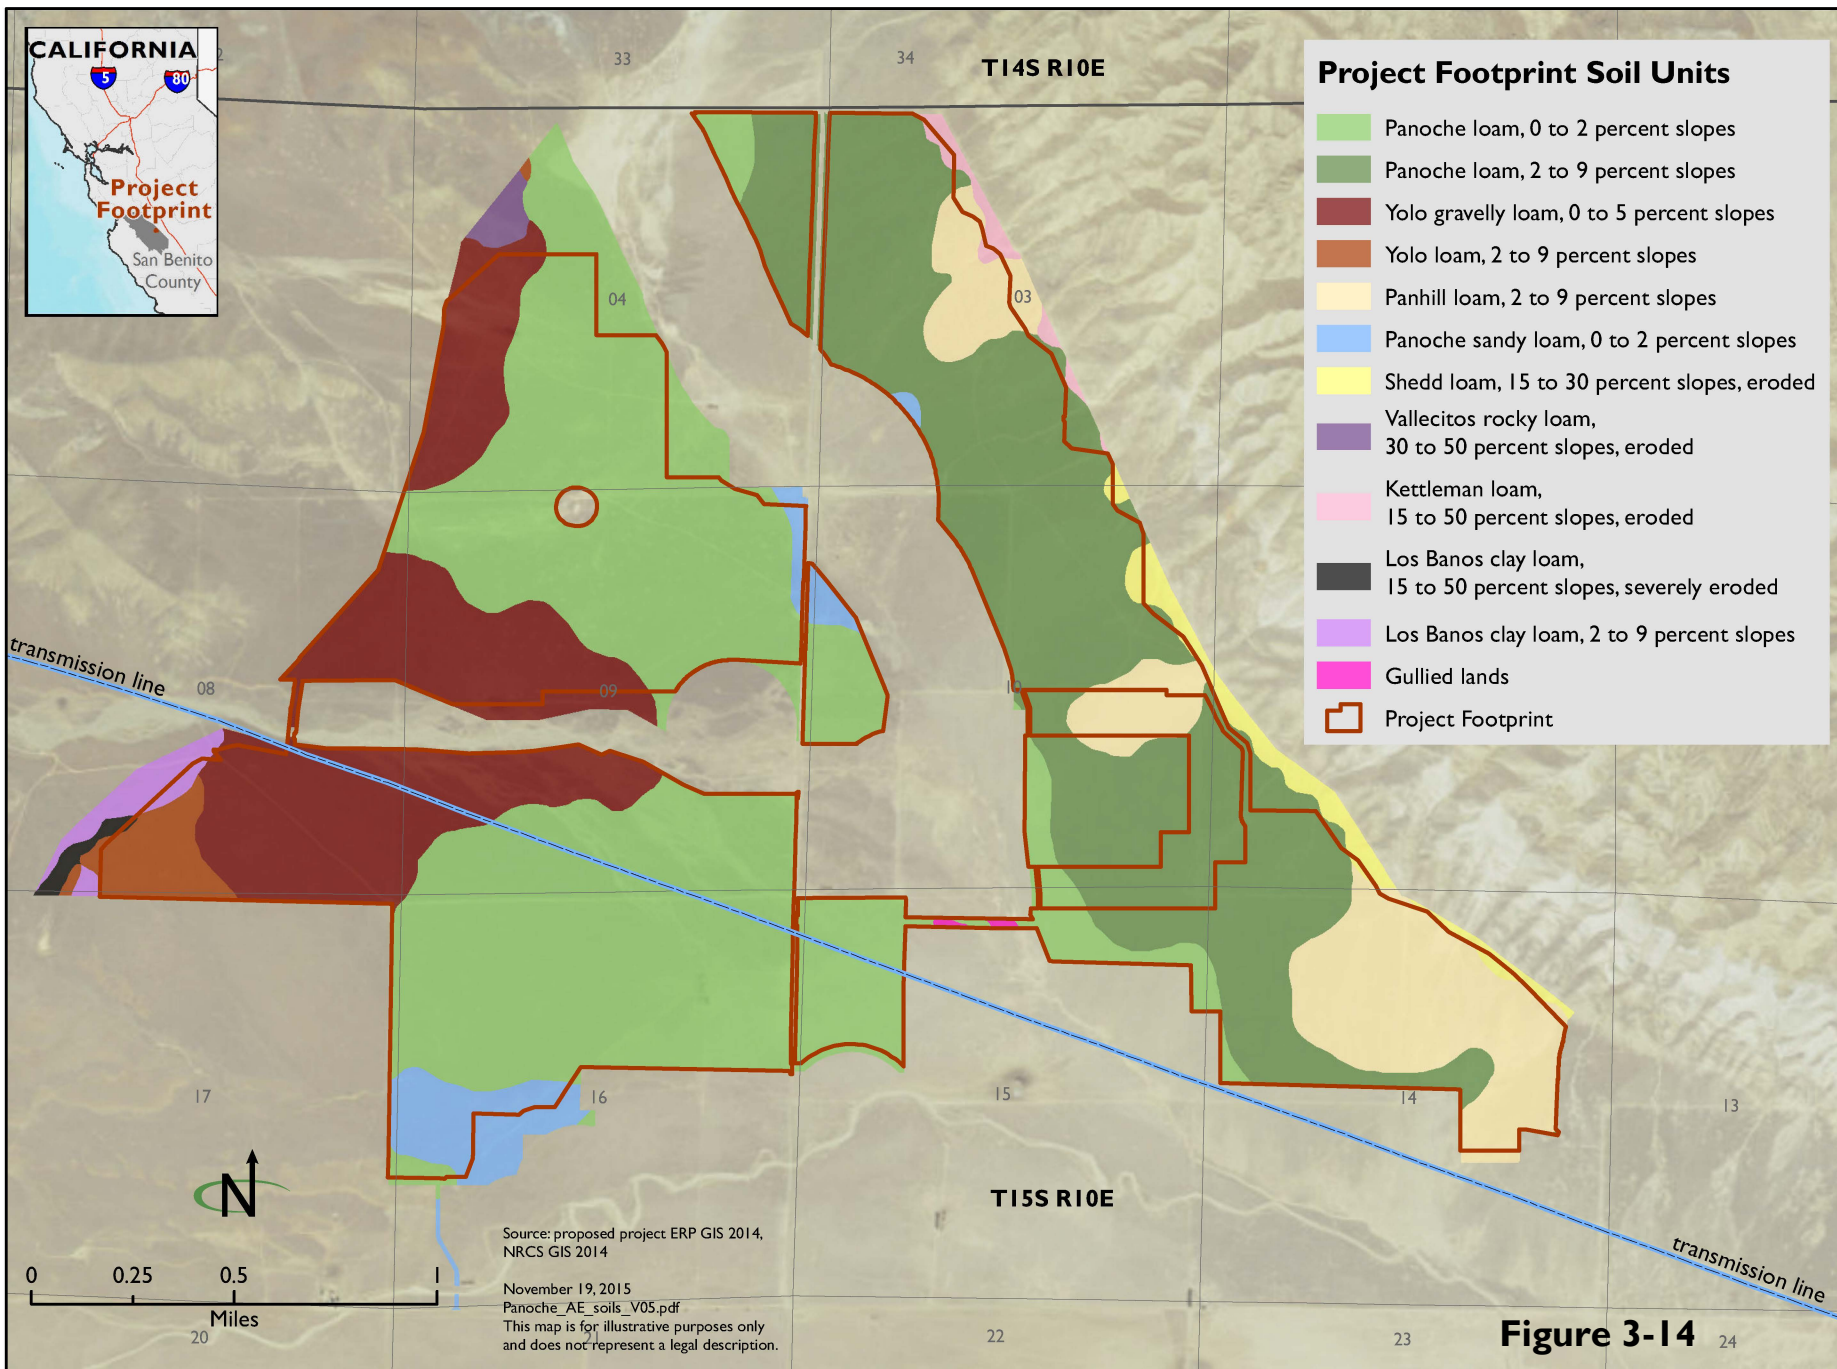 CALIFORNIA
5
80
Project
Footprint
San Benito
County
33
34
T14S R10E
Project Footprint Soil Units
Panoche loam, 0 to 2 percent slopes
Panoche loam, 2 to 9 percent slopes
Yolo gravelly loam, 0 to 5 percent slopes
Yolo loam, 2 to 9 percent slopes
Panhill loam, 2 to 9 percent slopes
Panoche sandy loam, 0 to 2 percent slopes
Shedd loam, 15 to 30 percent slopes, eroded
Vallecitos rocky loam,
30 to 50 percent slopes, eroded
Kettleman loam,
15 to 50 percent slopes, eroded
Los Banos clay loam,
15 to 50 percent slopes, severely eroded
Los Banos clay loam, 2 to 9 percent slopes
Gullied lands
Project Footprint
04
03
transmission line
08
09
10
17
16
15
14
13
N
T15S R10E
0
0.25
0.5
1
Miles
Source: proposed project ERP GIS 2014,
NRCS GIS 2014
November 19, 2015
Panoche_AE_soils_V05.pdf
This map is for illustrative purposes only
and does not represent a legal description.
transmission line
20
21
22
23
24
Figure 3-14